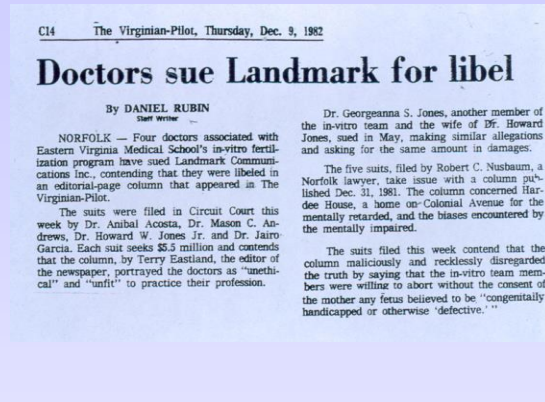 C14 The Virginian-Pilot, Thursday, Dec. 9, 1982
Doctors sue Landmark for libel
By DANIEL RUBIN
Staff Writer
NORFOLK — Four doctors associated with
Eastern Virginia Medical School's in-vitro fertil-
ization program have sued Landmark Communi-
cations Inc., contending that they were libeled in
an editorial-page column that appeared in The
Virginian-Pilot.
The suits were filed in Circuit Court this
week by Dr. Anibal Acosta, Dr. Mason C. An-
drews, Dr. Howard W. Jones Jr. and Dr. Jairo
Garcia. Each suit seeks $5.5 million and contends
that the column, by Terry Eastland, the editor of
the newspaper, portrayed the doctors as "unethi-
cal" and "unfit" to practice their profession.
Dr. Georgeanna S. Jones, another member of
the in-vitro team and the wife of Dr. Howard
Jones, sued in May, making similar allegations
and asking for the same amount in damages.
The five suits, filed by Robert C. Nusbaum, a
Norfolk lawyer, take issue with a column pub-
lished Dec. 31, 1981. The column concerned Har-
dee House, a home on Colonial Avenue for the
mentally retarded, and the biases encountered by
the mentally impaired.
The suits filed this week contend that the
column maliciously and recklessly disregarded
the truth by saying that the in-vitro team mem-
bers were willing to abort without the consent of
the mother any fetus believed to be "congenitally
handicapped or otherwise 'defective.' "